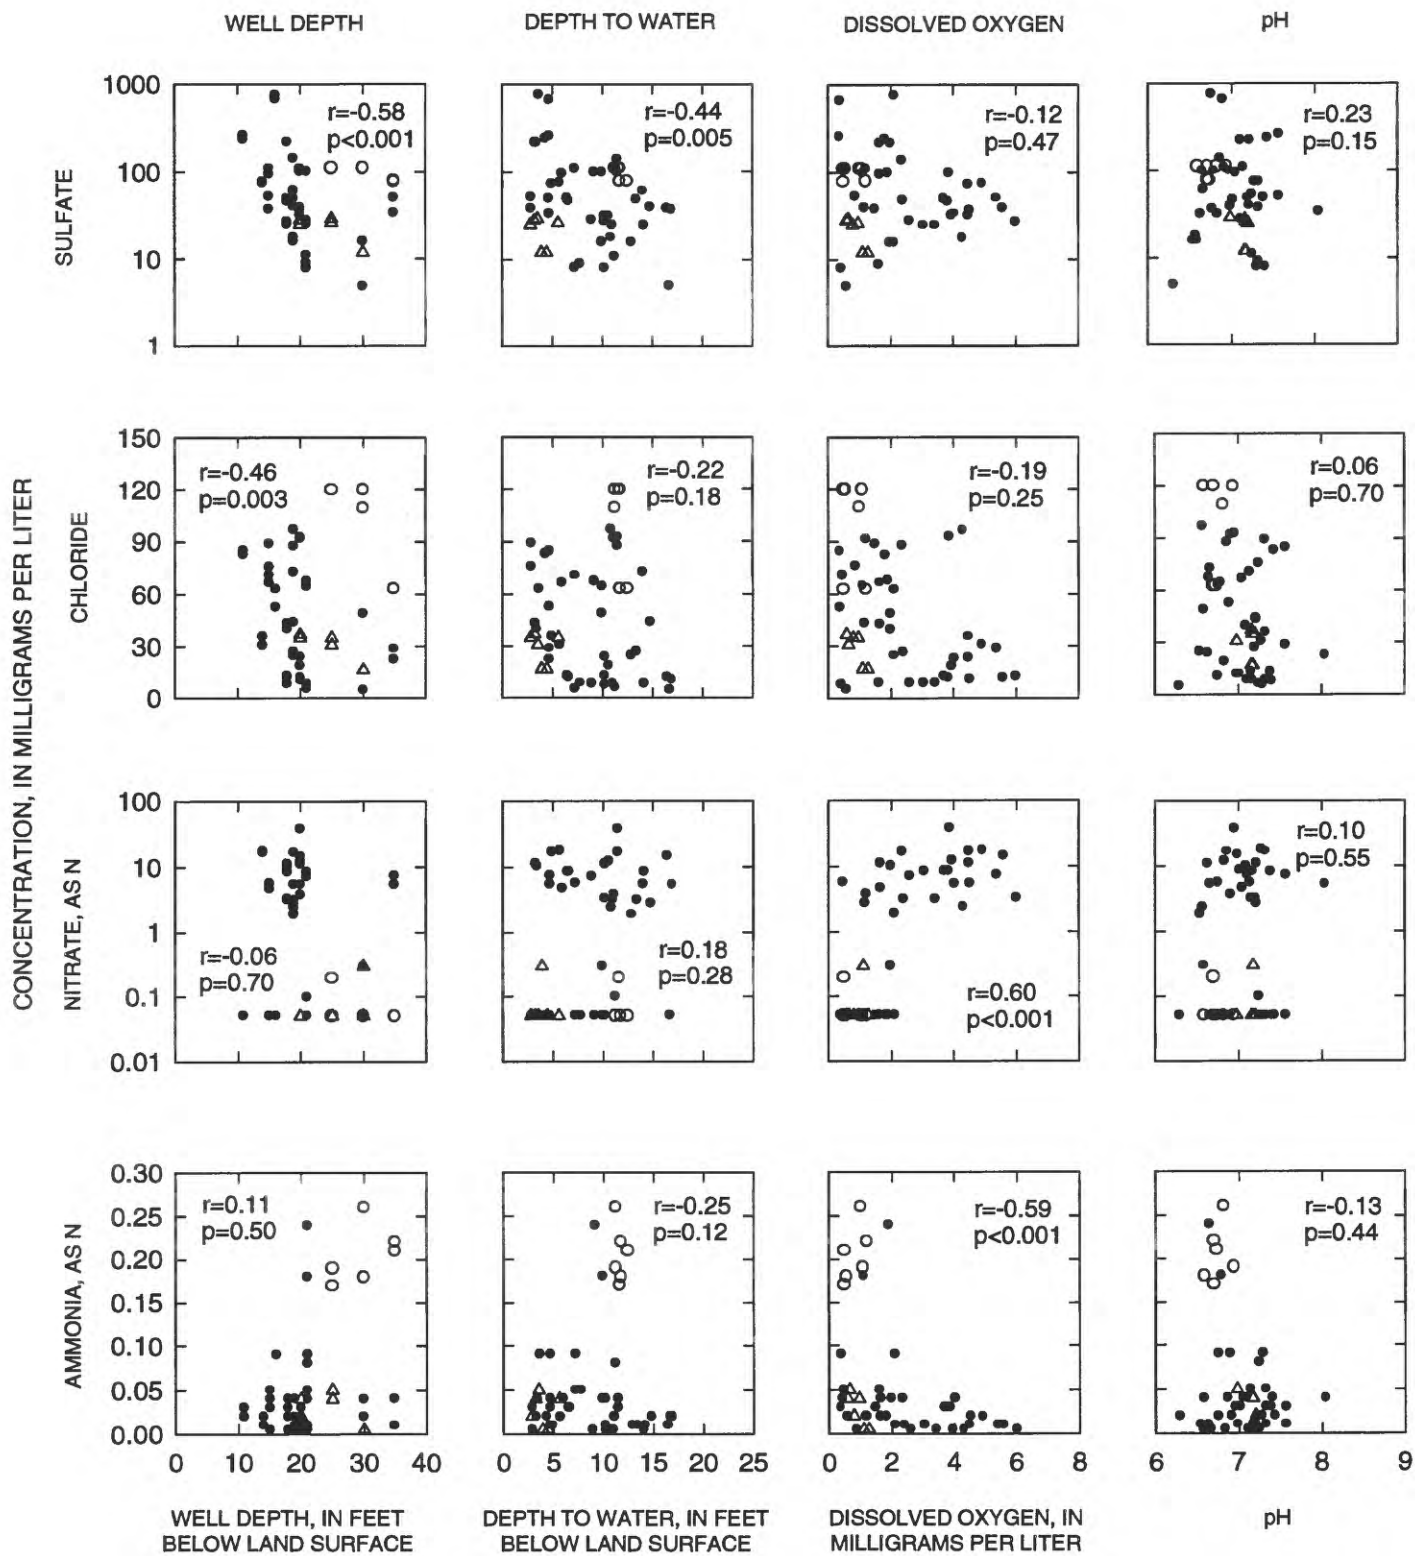 WELL DEPTH
DEPTH TO WATER
DISSOLVED OXYGEN
pH
CONCENTRATION, IN MILLIGRAMS PER LITER
SULFATE
1000
100
10
1
r=-0.58
p<0.001
r=-0.44
p=0.005
r=-0.12
p=0.47
r=0.23
p=0.15
CHLORIDE
150
120
90
60
30
0
r=-0.46
p=0.003
r=-0.22
p=0.18
r=-0.19
p=0.25
r=0.06
p=0.70
NITRATE, AS N
100
10
1
0.1
0.01
r=-0.06
p=0.70
r=0.18
p=0.28
r=0.60
p<0.001
r=0.10
p=0.55
AMMONIA, AS N
0.30
0.25
0.20
0.15
0.10
0.05
0.00
r=0.11
p=0.50
r=-0.25
p=0.12
r=-0.59
p<0.001
r=-0.13
p=0.44
0 10 20 30 40
0 5 10 15 20 25
0 2 4 6 8
6 7 8 9
WELL DEPTH, IN FEET
BELOW LAND SURFACE
DEPTH TO WATER, IN FEET
BELOW LAND SURFACE
DISSOLVED OXYGEN, IN
MILLIGRAMS PER LITER
pH